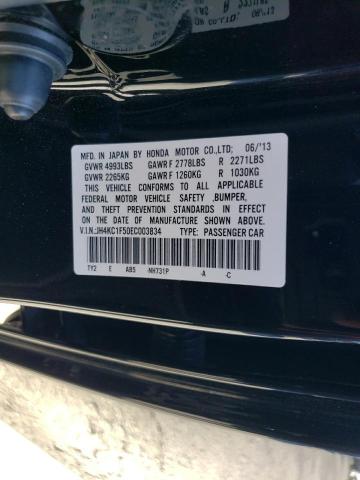 MFD. IN JAPAN BY HONDA MOTOR CO.,LTD; 06/'13
GVWR 4993LBS GAWR F 2778LBS R 2271LBS
GVWR 2265KG GAWR F 1260KG R 1030KG
THIS VEHICLE CONFORMS TO ALL APPLICABLE
FEDERAL MOTOR VEHICLE SAFETY ,BUMPER,
AND THEFT PREVENTION STANDARDS IN EFFECT
ON THE DATE OF MANUFACTURE SHOWN ABOVE.
V.I.N.:JH4KC1F50EC003834 TYPE: PASSENGER CAR
TY2 E AB5 -NH731P -A -C